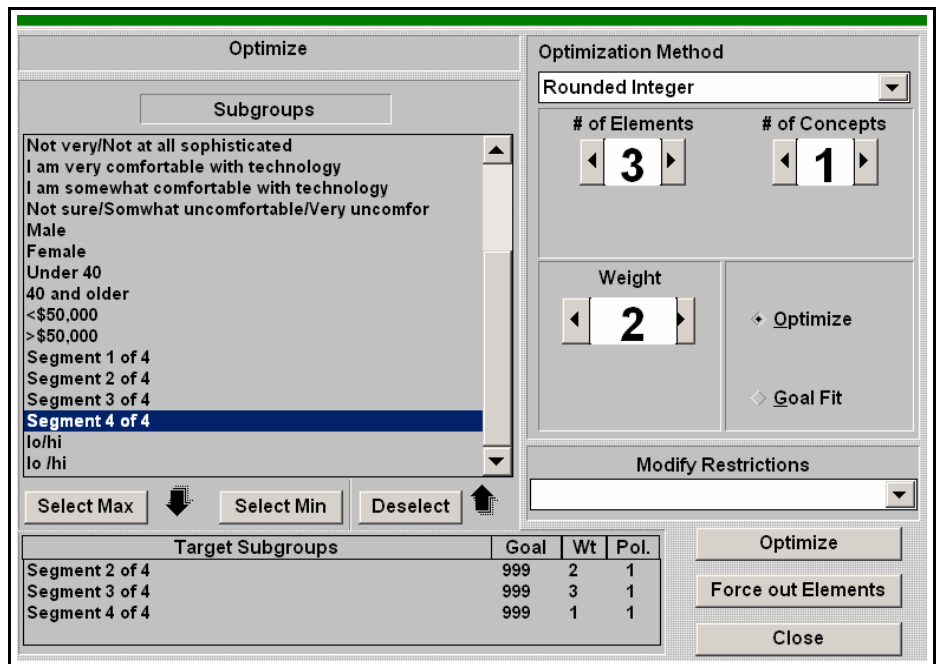 Optimize
Subgroups
Not very/Not at all sophisticated
I am very comfortable with technology
I am somewhat comfortable with technology
Not sure/Somwhat uncomfortable/Very uncomfor
Male
Female
Under 40
40 and older
<$50,000
>$50,000
Segment 1 of 4
Segment 2 of 4
Segment 3 of 4
Segment 4 of 4
lo/hi
lo /hi
Select Max
Select Min
Deselect
Optimization Method
Rounded Integer
# of Elements # of Concepts
3 1
Weight
2
Optimize
Goal Fit
Modify Restrictions
Target Subgroups Goal Wt Pol.
Segment 2 of 4 999 2 1
Segment 3 of 4 999 3 1
Segment 4 of 4 999 1 1
Optimize
Force out Elements
Close